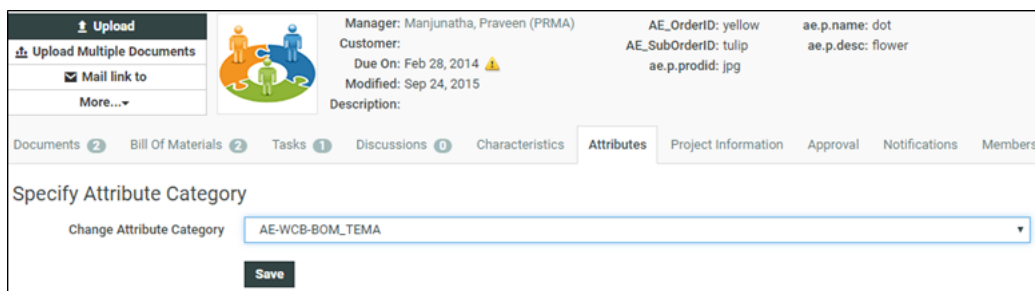 Upload
Upload Multiple Documents
Mail link to
More...
Manager: Manjunatha, Praveen (PRMA)
Customer:
Due On: Feb 28, 2014
Modified: Sep 24, 2015
Description:
AE_OrderID: yellow
AE_SubOrderID: tulip
ae.p.prodid: jpg
ae.p.name: dot
ae.p.desc: flower
Documents 2 Bill Of Materials 2 Tasks 1 Discussions 0 Characteristics Attributes Project Information Approval Notifications Members
Specify Attribute Category
Change Attribute Category AE-WCB-BOM_TEMA
Save